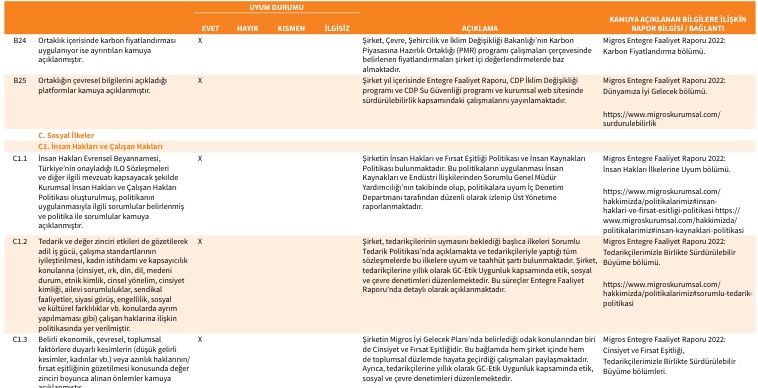 UYUM DURUMU
EVET HAYIR KISMEN İLGİSİZ AÇIKLAMA
KAMUYA AÇIKLANAN BİLGİLERE İLİŞKİN
RAPOR BİLGİSİ / BAĞLANTI
B24 Ortaklık içerisinde karbon fiyatlandırması
uygulanıyor ise ayrıntıları kamuya
açıklanmıştır.
X
Şirket, Çevre, Şehircilik ve İklim Değişikliği Bakanlığı'nın Karbon
Piyasasına Hazırlık Ortaklığı (PMR) programı çalışmaları çerçevesinde
belirlenen fiyatlandırmaları şirket içi değerlendirmelerde baz
almaktadır.
Migros Entegre Faaliyet Raporu 2022:
Karbon Fiyatlandırma bölümü.
B25 Ortaklığın çevresel bilgilerini açıkladığı
platformlar kamuya açıklanmıştır.
X
Şirket yıl içerisinde Entegre Faaliyet Raporu, CDP İklim Değişikliği
programı ve CDP Su Güvenliği programı ve kurumsal web sitesinde
sürdürülebilirlik kapsamındaki çalışmalarını yayınlamaktadır.
Migros Entegre Faaliyet Raporu 2022:
Dünyamıza İyi Gelecek bölümü.
https://www.migroskurumsal.com/
surdurulebilirlik
C. Sosyal İlkeler
C1. İnsan Hakları ve Çalışan Hakları
C1.1 İnsan Hakları Evrensel Beyannamesi,
Türkiye'nin onayladığı ILO Sözleşmeleri
ve diğer ilgili mevzuatı kapsayacak şekilde
Kurumsal İnsan Hakları ve Çalışan Hakları
Politikası oluşturulmuş, politikanın
uygulanmasıyla ilgili sorumlular belirlenmiş
ve politika ile sorumlular kamuya
açıklanmıştır.
X
Şirketin İnsan Hakları ve Fırsat Eşitliği Politikası ve İnsan Kaynakları
Politikası bulunmaktadır. Bu politikaların uygulanması İnsan
Kaynakları ve Endüstri İlişkilerinden Sorumlu Genel Müdür
Yardımcılığı'nın takibinde olup, politikalara uyum İç Denetim
Departmanı tarafından düzenli olarak izlenip Üst Yönetime
raporlanmaktadır.
Migros Entegre Faaliyet Raporu 2022:
İnsan Hakları İlkelerine Uyum bölümü.
https://www.migroskurumsal.com/
hakkimizda/politikalarimiz#insan-
haklari-ve-firsat-esitligi-politikasi https://
www.migroskurumsal.com/hakkimizda/
politikalarimiz#insan-kaynaklari-politikasi
C1.2 Tedarik ve değer zinciri etkileri de gözetilerek
adil iş gücü, çalışma standartlarının
iyileştirilmesi, kadın istihdamı ve kapsayıcılık
konularına (cinsiyet, ırk, din, dil, medeni
durum, etnik kimlik, cinsel yönelim, cinsiyet
kimliği, ailevi sorumluluklar, sendikal
faaliyetler, siyasi görüş, engellilik, sosyal
ve kültürel farklılıklar vb. konularda ayrım
yapılmaması gibi) çalışan haklarına ilişkin
politikasında yer verilmiştir.
X
Şirket, tedarikçilerinin uymasını beklediği başlıca ilkeleri Sorumlu
Tedarik Politikası'nda açıklamakta ve tedarikçileriyle yaptığı tüm
sözleşmelerde bu ilkelere uyum ve taahhüt şartı bulunmaktadır. Şirket,
tedarikçilerine yıllık olarak GC-Etik Uygunluk kapsamında etik, sosyal
ve çevre denetimleri düzenlemektedir. Bu süreçler Entegre Faaliyet
Raporu'nda detaylı olarak açıklanmaktadır.
Migros Entegre Faaliyet Raporu 2022:
Tedarikçilerimizle Birlikte Sürdürülebilir
Büyüme bölümü.
https://www.migroskurumsal.com/
hakkimizda/politikalarimiz#sorumlu-tedarik-
politikasi
C1.3 Belirli ekonomik, çevresel, toplumsal
faktörlere duyarlı kesimlerin (düşük gelirli
kesimler, kadınlar vb.) veya azınlık haklarının/
fırsat eşitliğinin gözetilmesi konusunda değer
zinciri boyunca alınan önlemler kamuya
açıklanmıştır.
X
Şirketin Migros İyi Gelecek Planı'nda belirlediği odak konularından biri
de Cinsiyet ve Fırsat Eşitliğidir. Bu bağlamda hem şirket içinde hem
de toplumsal düzlemde hayata geçirdiği çalışmaları paylaşmaktadır.
Ayrıca, tedarikçilerine yıllık olarak GC-Etik Uygunluk kapsamında etik,
sosyal ve çevre denetimleri düzenlemektedir.
Migros Entegre Faaliyet Raporu 2022:
Cinsiyet ve Fırsat Eşitliği,
Tedarikçilerimizle Birlikte Sürdürülebilir
Büyüme bölümleri.